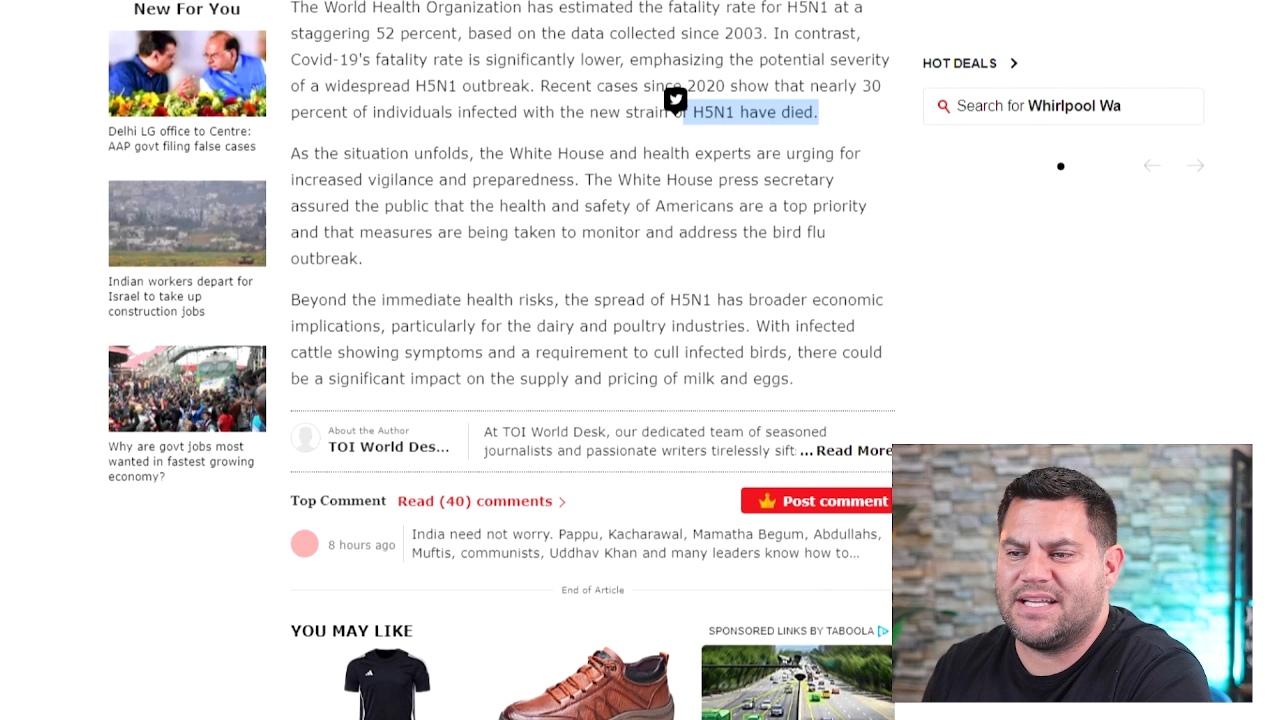 New For You
Delhi LG office to Centre:
AAP govt filing false cases
Indian workers depart for
Israel to take up
construction jobs
Why are govt jobs most
wanted in fastest growing
economy?
The World Health Organization has estimated the fatality rate for H5N1 at a
staggering 52 percent, based on the data collected since 2003. In contrast,
Covid-19's fatality rate is significantly lower, emphasizing the potential severity
of a widespread H5N1 outbreak. Recent cases since 2020 show that nearly 30
percent of individuals infected with the new strain of H5N1 have died.
As the situation unfolds, the White House and health experts are urging for
increased vigilance and preparedness. The White House press secretary
assured the public that the health and safety of Americans are a top priority
and that measures are being taken to monitor and address the bird flu
outbreak.
Beyond the immediate health risks, the spread of H5N1 has broader economic
implications, particularly for the dairy and poultry industries. With infected
cattle showing symptoms and a requirement to cull infected birds, there could
be a significant impact on the supply and pricing of milk and eggs.
About the Author
TOI World Des...
At TOI World Desk, our dedicated team of seasoned
journalists and passionate writers tirelessly sift ... Read More
Top Comment Read (40) comments
Post comment
8 hours ago
India need not worry. Pappu, Kacharawal, Mamatha Begum, Abdullahs,
Muftis, communists, Uddhav Khan and many leaders know how to...
End of Article
YOU MAY LIKE
SPONSORED LINKS BY TABOOLA
HOT DEALS
Search for Whirlpool Wa